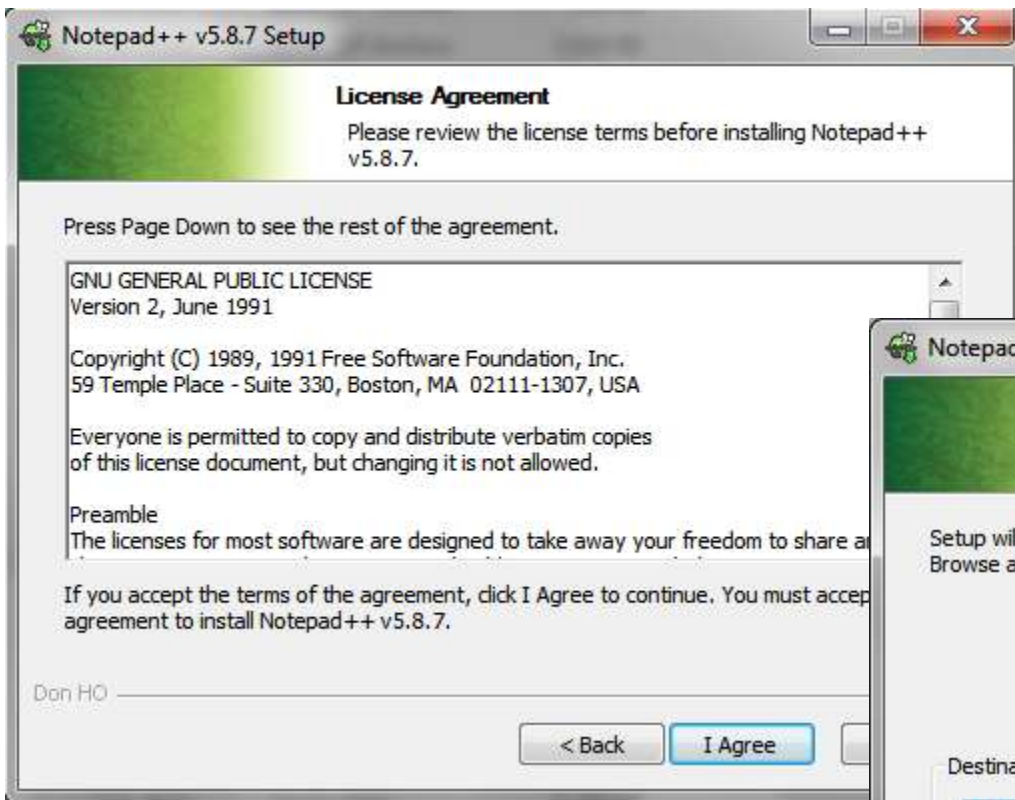 Notepad++ v5.8.7 Setup
License Agreement
Please review the license terms before installing Notepad++
v5.8.7.
Press Page Down to see the rest of the agreement.
GNU GENERAL PUBLIC LICENSE
Version 2, June 1991
Copyright (C) 1989, 1991 Free Software Foundation, Inc.
59 Temple Place - Suite 330, Boston, MA 02111-1307, USA
Everyone is permitted to copy and distribute verbatim copies
of this license document, but changing it is not allowed.
Preamble
The licenses for most software are designed to take away your freedom to share
If you accept the terms of the agreement, click I Agree to continue. You must
agreement to install Notepad++ v5.8.7.
Don HO
< Back
I Agree
Setup
Browse